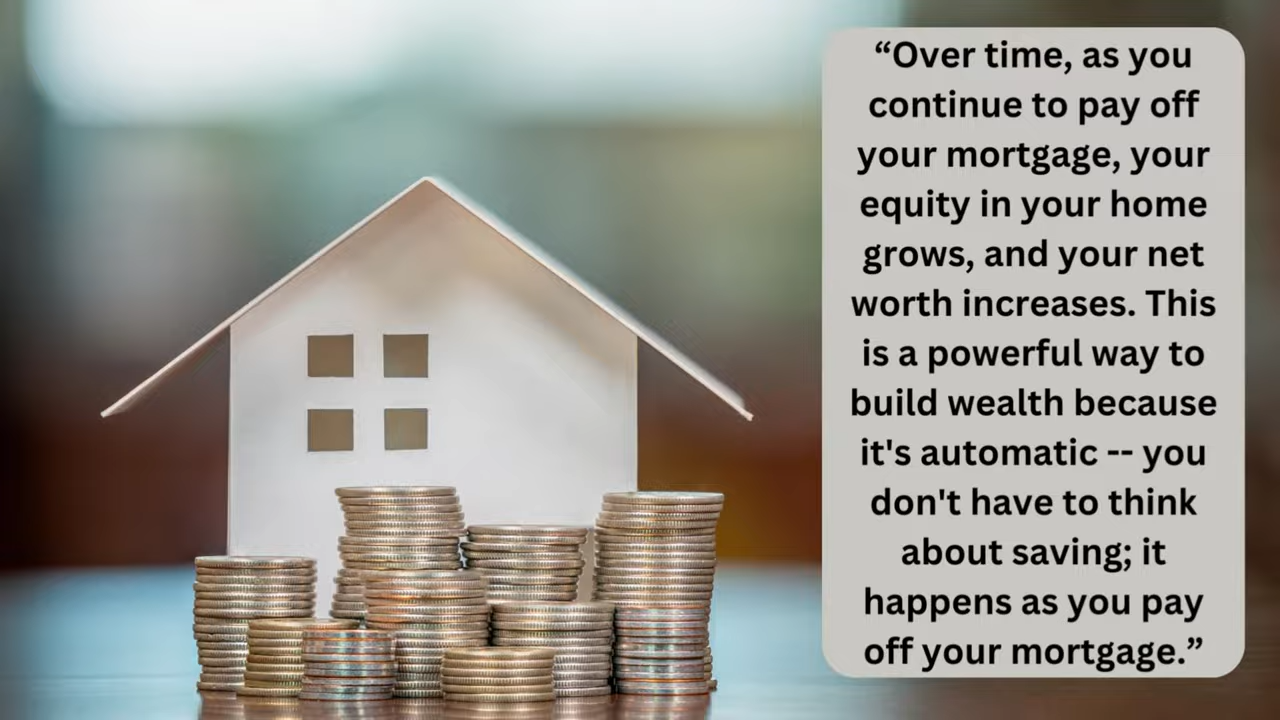 “Over time, as you
continue to pay off
your mortgage, your
equity in your home
grows, and your net
worth increases. This
is a powerful way to
build wealth because
it's automatic -- you
don't have to think
about saving; it
happens as you pay
off your mortgage.”